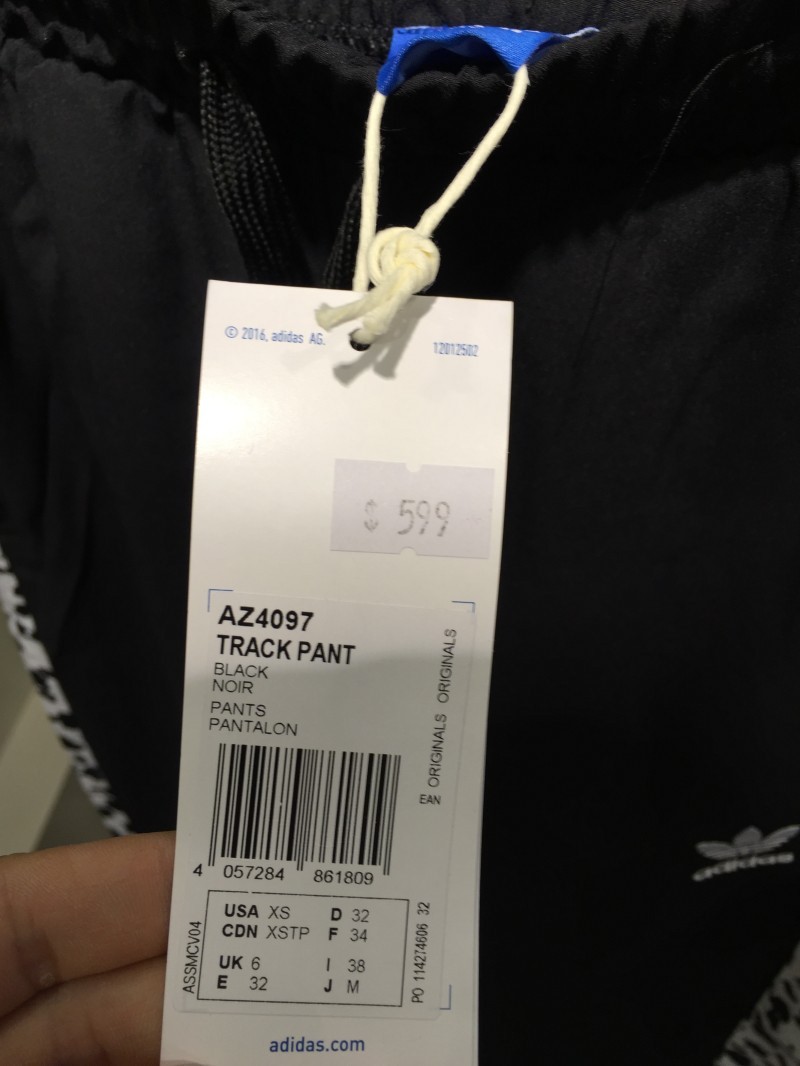 © 2016, adidas AG.
12012502
$ 599
AZ4097
TRACK PANT
BLACK
NOIR
PANTS
PANTALON
EAN ORIGINALS ORIGINALS
4 057284 861809
USA XS D 32
CDN XSTP F 34
UK 6 I 38
E 32 J M
ASSMCV04
PO 114274606 32
adidas.com
adidas